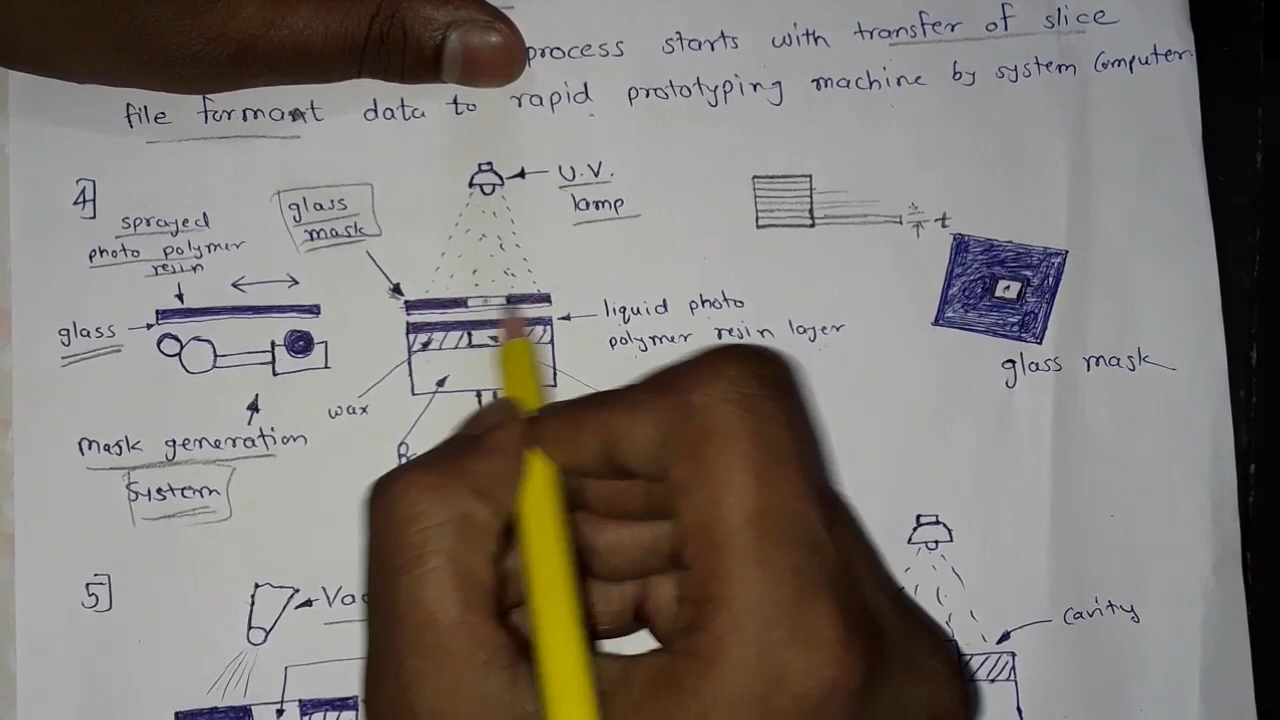 process starts with transfer of slice
file formant data to rapid prototyping machine by system computer
4]
sprayed
photo polymer
resin
glass
mask
U.V.
lamp
t
glass
liquid photo
polymer resin layer
glass mask
wax
mask generation
system
5]
cavity